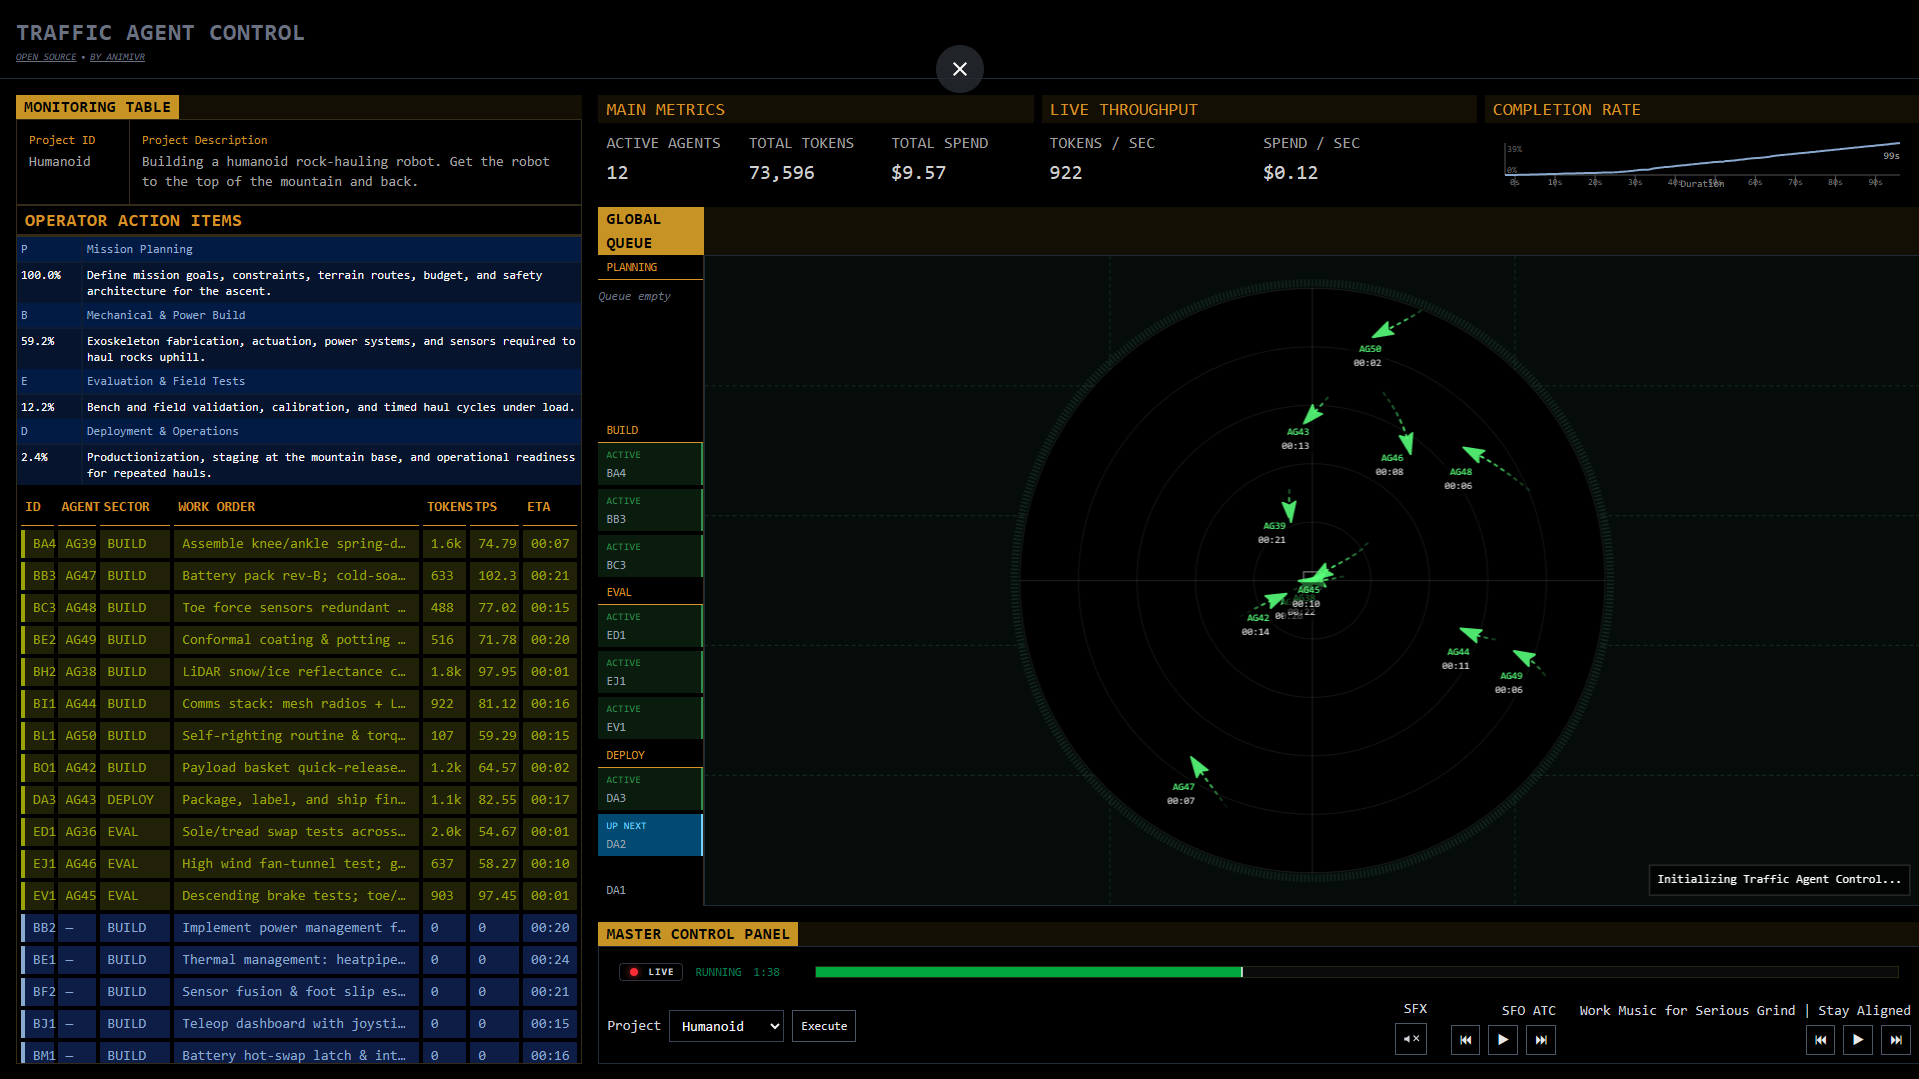 TRAFFIC AGENT CONTROL
OPEN SOURCE • BY ANIMIVR
MONITORING TABLE
Project ID
Humanoid
Project Description
Building a humanoid rock-hauling robot. Get the robot
to the top of the mountain and back.
OPERATOR ACTION ITEMS
P Mission Planning
100.0% Define mission goals, constraints, terrain routes, budget, and safety
architecture for the ascent.
B Mechanical & Power Build
59.2% Exoskeleton fabrication, actuation, power systems, and sensors required to
haul rocks uphill.
E Evaluation & Field Tests
12.2% Bench and field validation, calibration, and timed haul cycles under load.
D Deployment & Operations
2.4% Productionization, staging at the mountain base, and operational readiness
for repeated hauls.
ID AGENT SECTOR WORK ORDER TOKENS TPS ETA
BA4 AG39 BUILD Assemble knee/ankle spring-d… 1.6k 74.79 00:07
BB3 AG47 BUILD Battery pack rev-B; cold-soa… 633 102.3 00:21
BC3 AG48 BUILD Toe force sensors redundant … 488 77.02 00:15
BE2 AG49 BUILD Conformal coating & potting … 516 71.78 00:20
BH2 AG38 BUILD LiDAR snow/ice reflectance c… 1.8k 97.95 00:01
BI1 AG44 BUILD Comms stack: mesh radios + L… 922 81.12 00:16
BL1 AG50 BUILD Self-righting routine & torq… 107 59.29 00:15
BO1 AG42 BUILD Payload basket quick-release… 1.2k 64.57 00:02
DA3 AG43 DEPLOY Package, label, and ship fin… 1.1k 82.55 00:17
ED1 AG36 EVAL Sole/tread swap tests across… 2.0k 54.67 00:01
EJ1 AG46 EVAL High wind fan-tunnel test; g… 637 58.27 00:10
EV1 AG45 EVAL Descending brake tests; toe/… 903 97.45 00:01
BB2 — BUILD Implement power management f… 0 0 00:20
BE1 — BUILD Thermal management: heatpipe… 0 0 00:24
BF2 — BUILD Sensor fusion & foot slip es… 0 0 00:21
BJ1 — BUILD Teleop dashboard with joysti… 0 0 00:15
BM1 — BUILD Battery hot-swap latch & int… 0 0 00:16
MAIN METRICS
ACTIVE AGENTS TOTAL TOKENS TOTAL SPEND
12 73,596 $9.57
LIVE THROUGHPUT
TOKENS / SEC SPEND / SEC
922 $0.12
COMPLETION RATE
39%
0%
99s
0s 10s 20s 30s 40s 50s 60s 70s 80s 90s
Duration
GLOBAL
QUEUE
PLANNING
Queue empty
BUILD
ACTIVE
BA4
ACTIVE
BB3
ACTIVE
BC3
EVAL
ACTIVE
ED1
ACTIVE
EJ1
ACTIVE
EV1
DEPLOY
ACTIVE
DA3
UP NEXT
DA2
DA1
AG50
00:02
AG43
00:13
AG46
00:08
AG48
00:06
AG39
00:21
AG45
00:10
AG42
00:14
AG44
00:11
AG49
00:06
AG47
00:07
Initializing Traffic Agent Control...
MASTER CONTROL PANEL
LIVE RUNNING 1:38
Project Humanoid Execute
SFX
SFO ATC
Work Music for Serious Grind | Stay Aligned